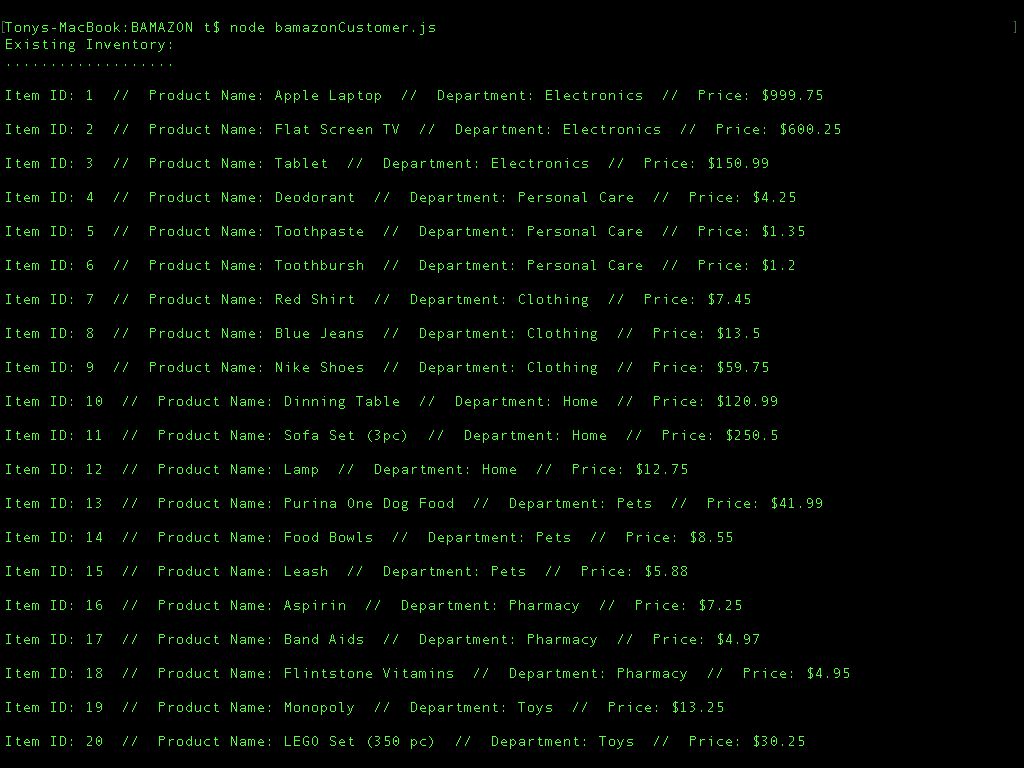 [Tonys-MacBook:BAMAZON t$ node bamazonCustomer.js ]
Existing Inventory:
...................
Item ID: 1  //  Product Name: Apple Laptop  //  Department: Electronics  //  Price: $999.75
Item ID: 2  //  Product Name: Flat Screen TV  //  Department: Electronics  //  Price: $600.25
Item ID: 3  //  Product Name: Tablet  //  Department: Electronics  //  Price: $150.99
Item ID: 4  //  Product Name: Deodorant  //  Department: Personal Care  //  Price: $4.25
Item ID: 5  //  Product Name: Toothpaste  //  Department: Personal Care  //  Price: $1.35
Item ID: 6  //  Product Name: Toothbursh  //  Department: Personal Care  //  Price: $1.2
Item ID: 7  //  Product Name: Red Shirt  //  Department: Clothing  //  Price: $7.45
Item ID: 8  //  Product Name: Blue Jeans  //  Department: Clothing  //  Price: $13.5
Item ID: 9  //  Product Name: Nike Shoes  //  Department: Clothing  //  Price: $59.75
Item ID: 10  //  Product Name: Dinning Table  //  Department: Home  //  Price: $120.99
Item ID: 11  //  Product Name: Sofa Set (3pc)  //  Department: Home  //  Price: $250.5
Item ID: 12  //  Product Name: Lamp  //  Department: Home  //  Price: $12.75
Item ID: 13  //  Product Name: Purina One Dog Food  //  Department: Pets  //  Price: $41.99
Item ID: 14  //  Product Name: Food Bowls  //  Department: Pets  //  Price: $8.55
Item ID: 15  //  Product Name: Leash  //  Department: Pets  //  Price: $5.88
Item ID: 16  //  Product Name: Aspirin  //  Department: Pharmacy  //  Price: $7.25
Item ID: 17  //  Product Name: Band Aids  //  Department: Pharmacy  //  Price: $4.97
Item ID: 18  //  Product Name: Flintstone Vitamins  //  Department: Pharmacy  //  Price: $4.95
Item ID: 19  //  Product Name: Monopoly  //  Department: Toys  //  Price: $13.25
Item ID: 20  //  Product Name: LEGO Set (350 pc)  //  Department: Toys  //  Price: $30.25